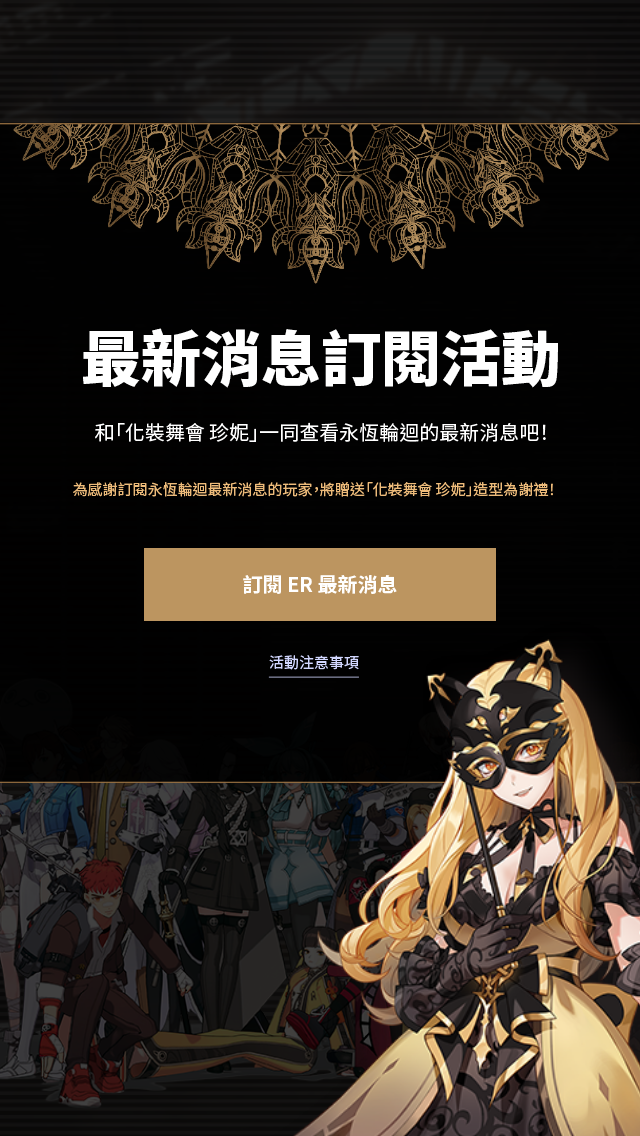 最新消息訂閱活動
和「化裝舞會 珍妮」一同查看永恆輪迴的最新消息吧!
為感謝訂閱永恆輪迴最新消息的玩家，將贈送「化裝舞會 珍妮」造型為謝禮!
訂閱 ER 最新消息
活動注意事項